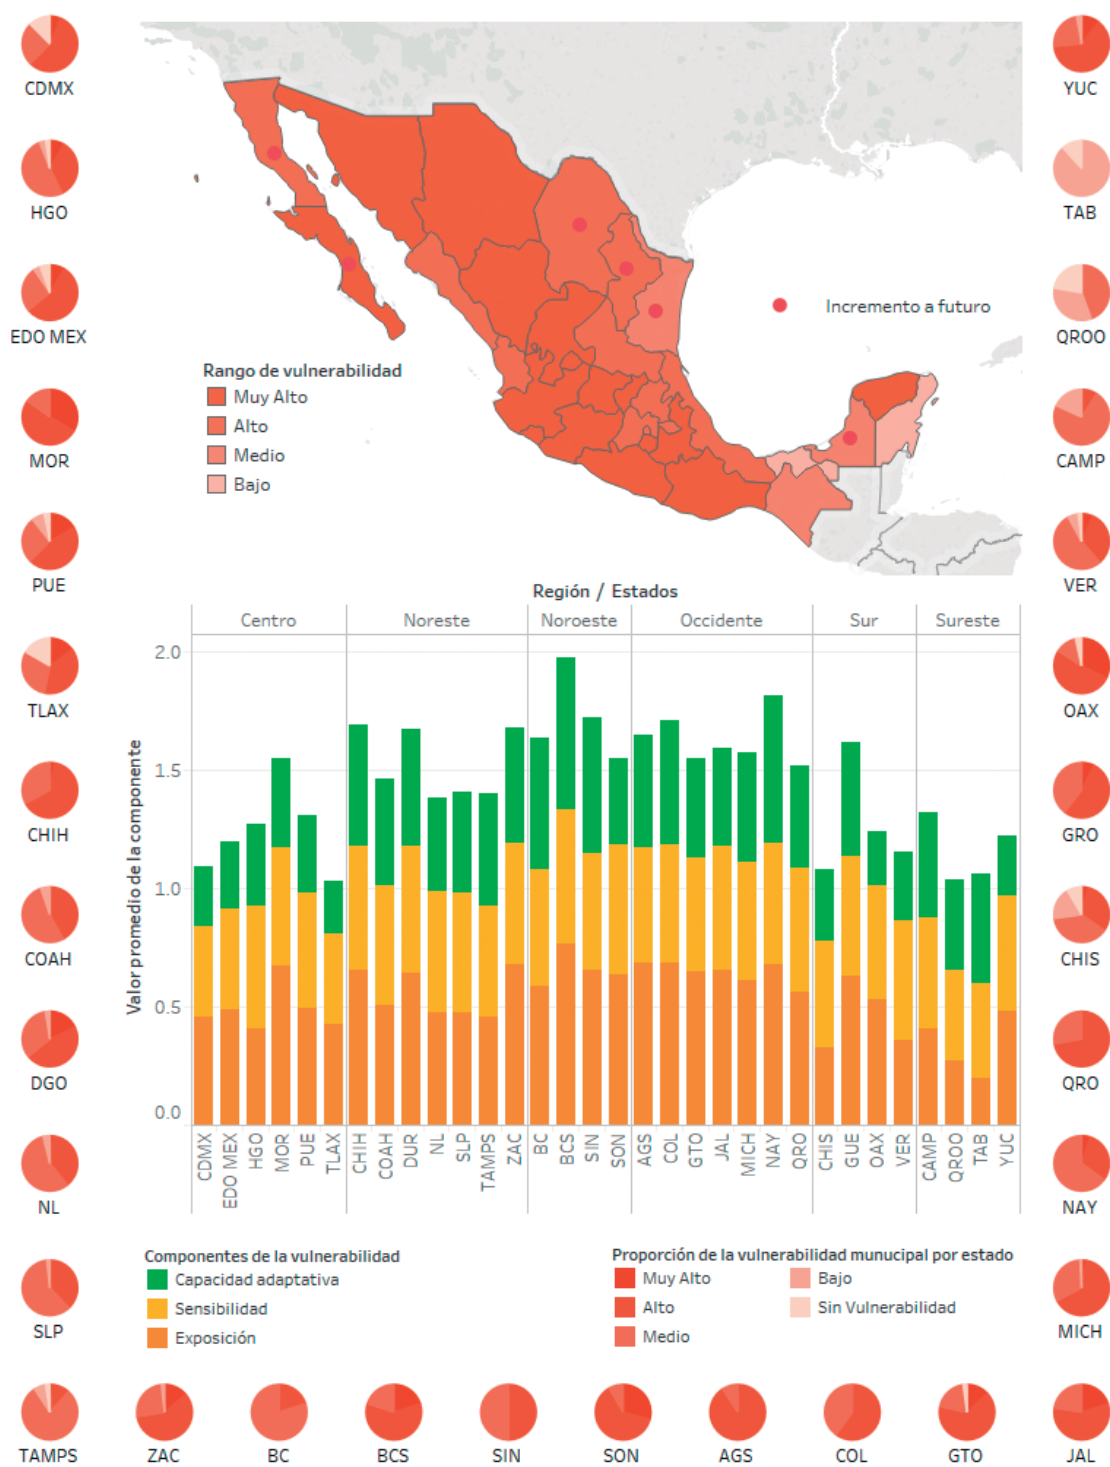 CDMX
HGO
EDO MEX
MOR
PUE
TLAX
CHIH
COAH
DGO
NL
SLP
TAMPS
ZAC
BC
BCS
SIN
SON
AGS
COL
GTO
JAL
YUC
TAB
QROO
CAMP
VER
OAX
GRO
CHIS
QRO
NAY
MICH
Incremento a futuro
Rango de vulnerabilidad
Muy Alto
Alto
Medio
Bajo
Región / Estados
Centro
Noreste
Noroeste
Occidente
Sur
Sureste
Valor promedio de la componente
2.0
1.5
1.0
0.5
0.0
CDMX
EDO MEX
HGO
MOR
PUE
TLAX
CHIH
COAH
DUR
NL
SLP
TAMPS
ZAC
BC
BCS
SIN
SON
AGS
COL
GTO
JAL
MICH
NAY
QRO
CHIS
GUE
OAX
VER
CAMP
QROO
TAB
YUC
Componentes de la vulnerabilidad
Capacidad adaptativa
Sensibilidad
Exposición
Proporción de la vulnerabilidad munucipal por estado
Muy Alto
Alto
Medio
Bajo
Sin Vulnerabilidad